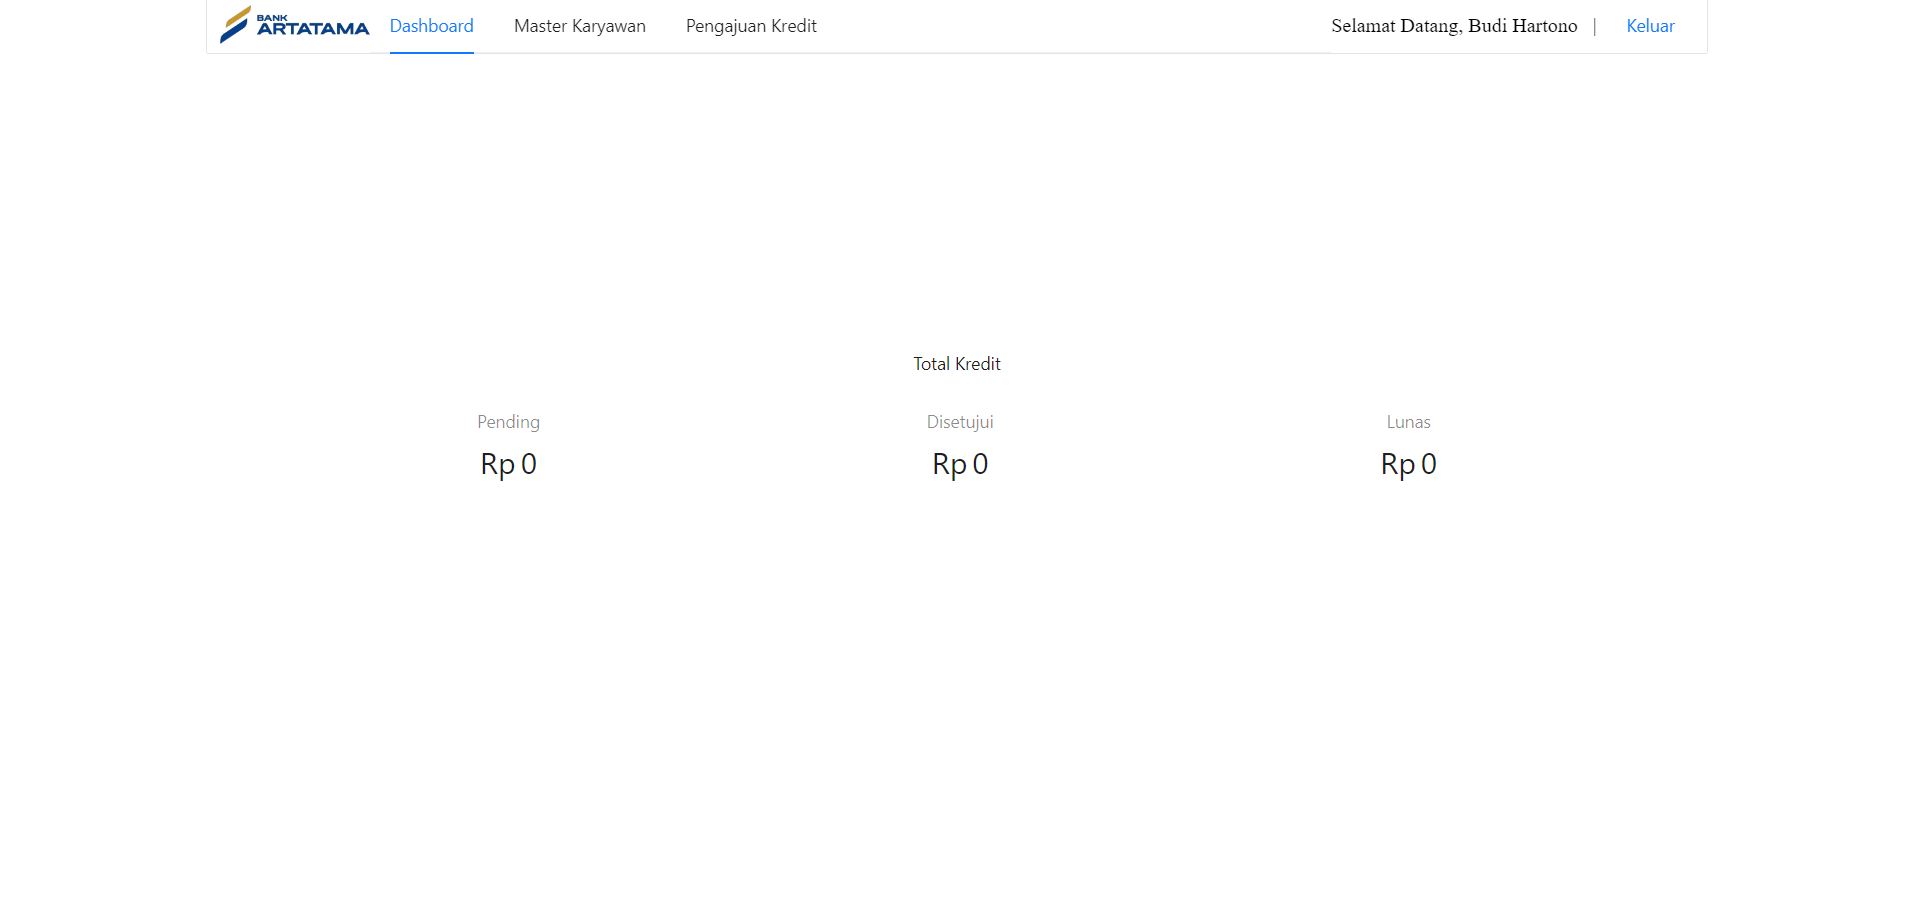 BANK
ARTATAMA
Dashboard Master Karyawan Pengajuan Kredit Selamat Datang, Budi Hartono | Keluar
Total Kredit
Pending Disetujui Lunas
Rp 0 Rp 0 Rp 0